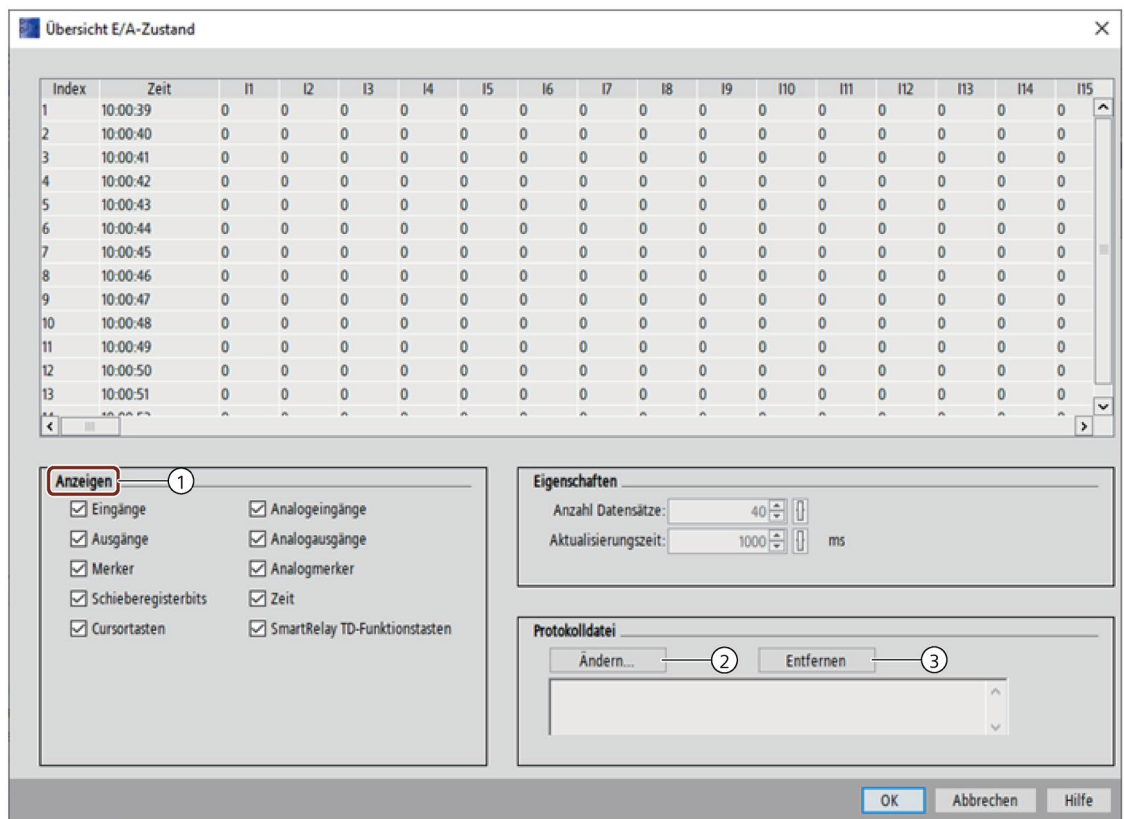 Übersicht E/A-Zustand
Index Zeit I1 I2 I3 I4 I5 I6 I7 I8 I9 I10 I11 I12 I13 I14 I15
1 10:00:39 0 0 0 0 0 0 0 0 0 0 0 0 0 0 0
2 10:00:40 0 0 0 0 0 0 0 0 0 0 0 0 0 0 0
3 10:00:41 0 0 0 0 0 0 0 0 0 0 0 0 0 0 0
4 10:00:42 0 0 0 0 0 0 0 0 0 0 0 0 0 0 0
5 10:00:43 0 0 0 0 0 0 0 0 0 0 0 0 0 0 0
6 10:00:44 0 0 0 0 0 0 0 0 0 0 0 0 0 0 0
7 10:00:45 0 0 0 0 0 0 0 0 0 0 0 0 0 0 0
8 10:00:46 0 0 0 0 0 0 0 0 0 0 0 0 0 0 0
9 10:00:47 0 0 0 0 0 0 0 0 0 0 0 0 0 0 0
10 10:00:48 0 0 0 0 0 0 0 0 0 0 0 0 0 0 0
11 10:00:49 0 0 0 0 0 0 0 0 0 0 0 0 0 0 0
12 10:00:50 0 0 0 0 0 0 0 0 0 0 0 0 0 0 0
13 10:00:51 0 0 0 0 0 0 0 0 0 0 0 0 0 0 0
Anzeigen 1
Eingänge Analogeingänge
Ausgänge Analogausgänge
Merker Analogmerker
Schieberegisterbits Zeit
Cursortasten SmartRelay TD-Funktionstasten
Eigenschaften
Anzahl Datensätze: 40
Aktualisierungszeit: 1000 ms
Protokolldatei
Ändern... 2 Entfernen 3
OK Abbrechen Hilfe